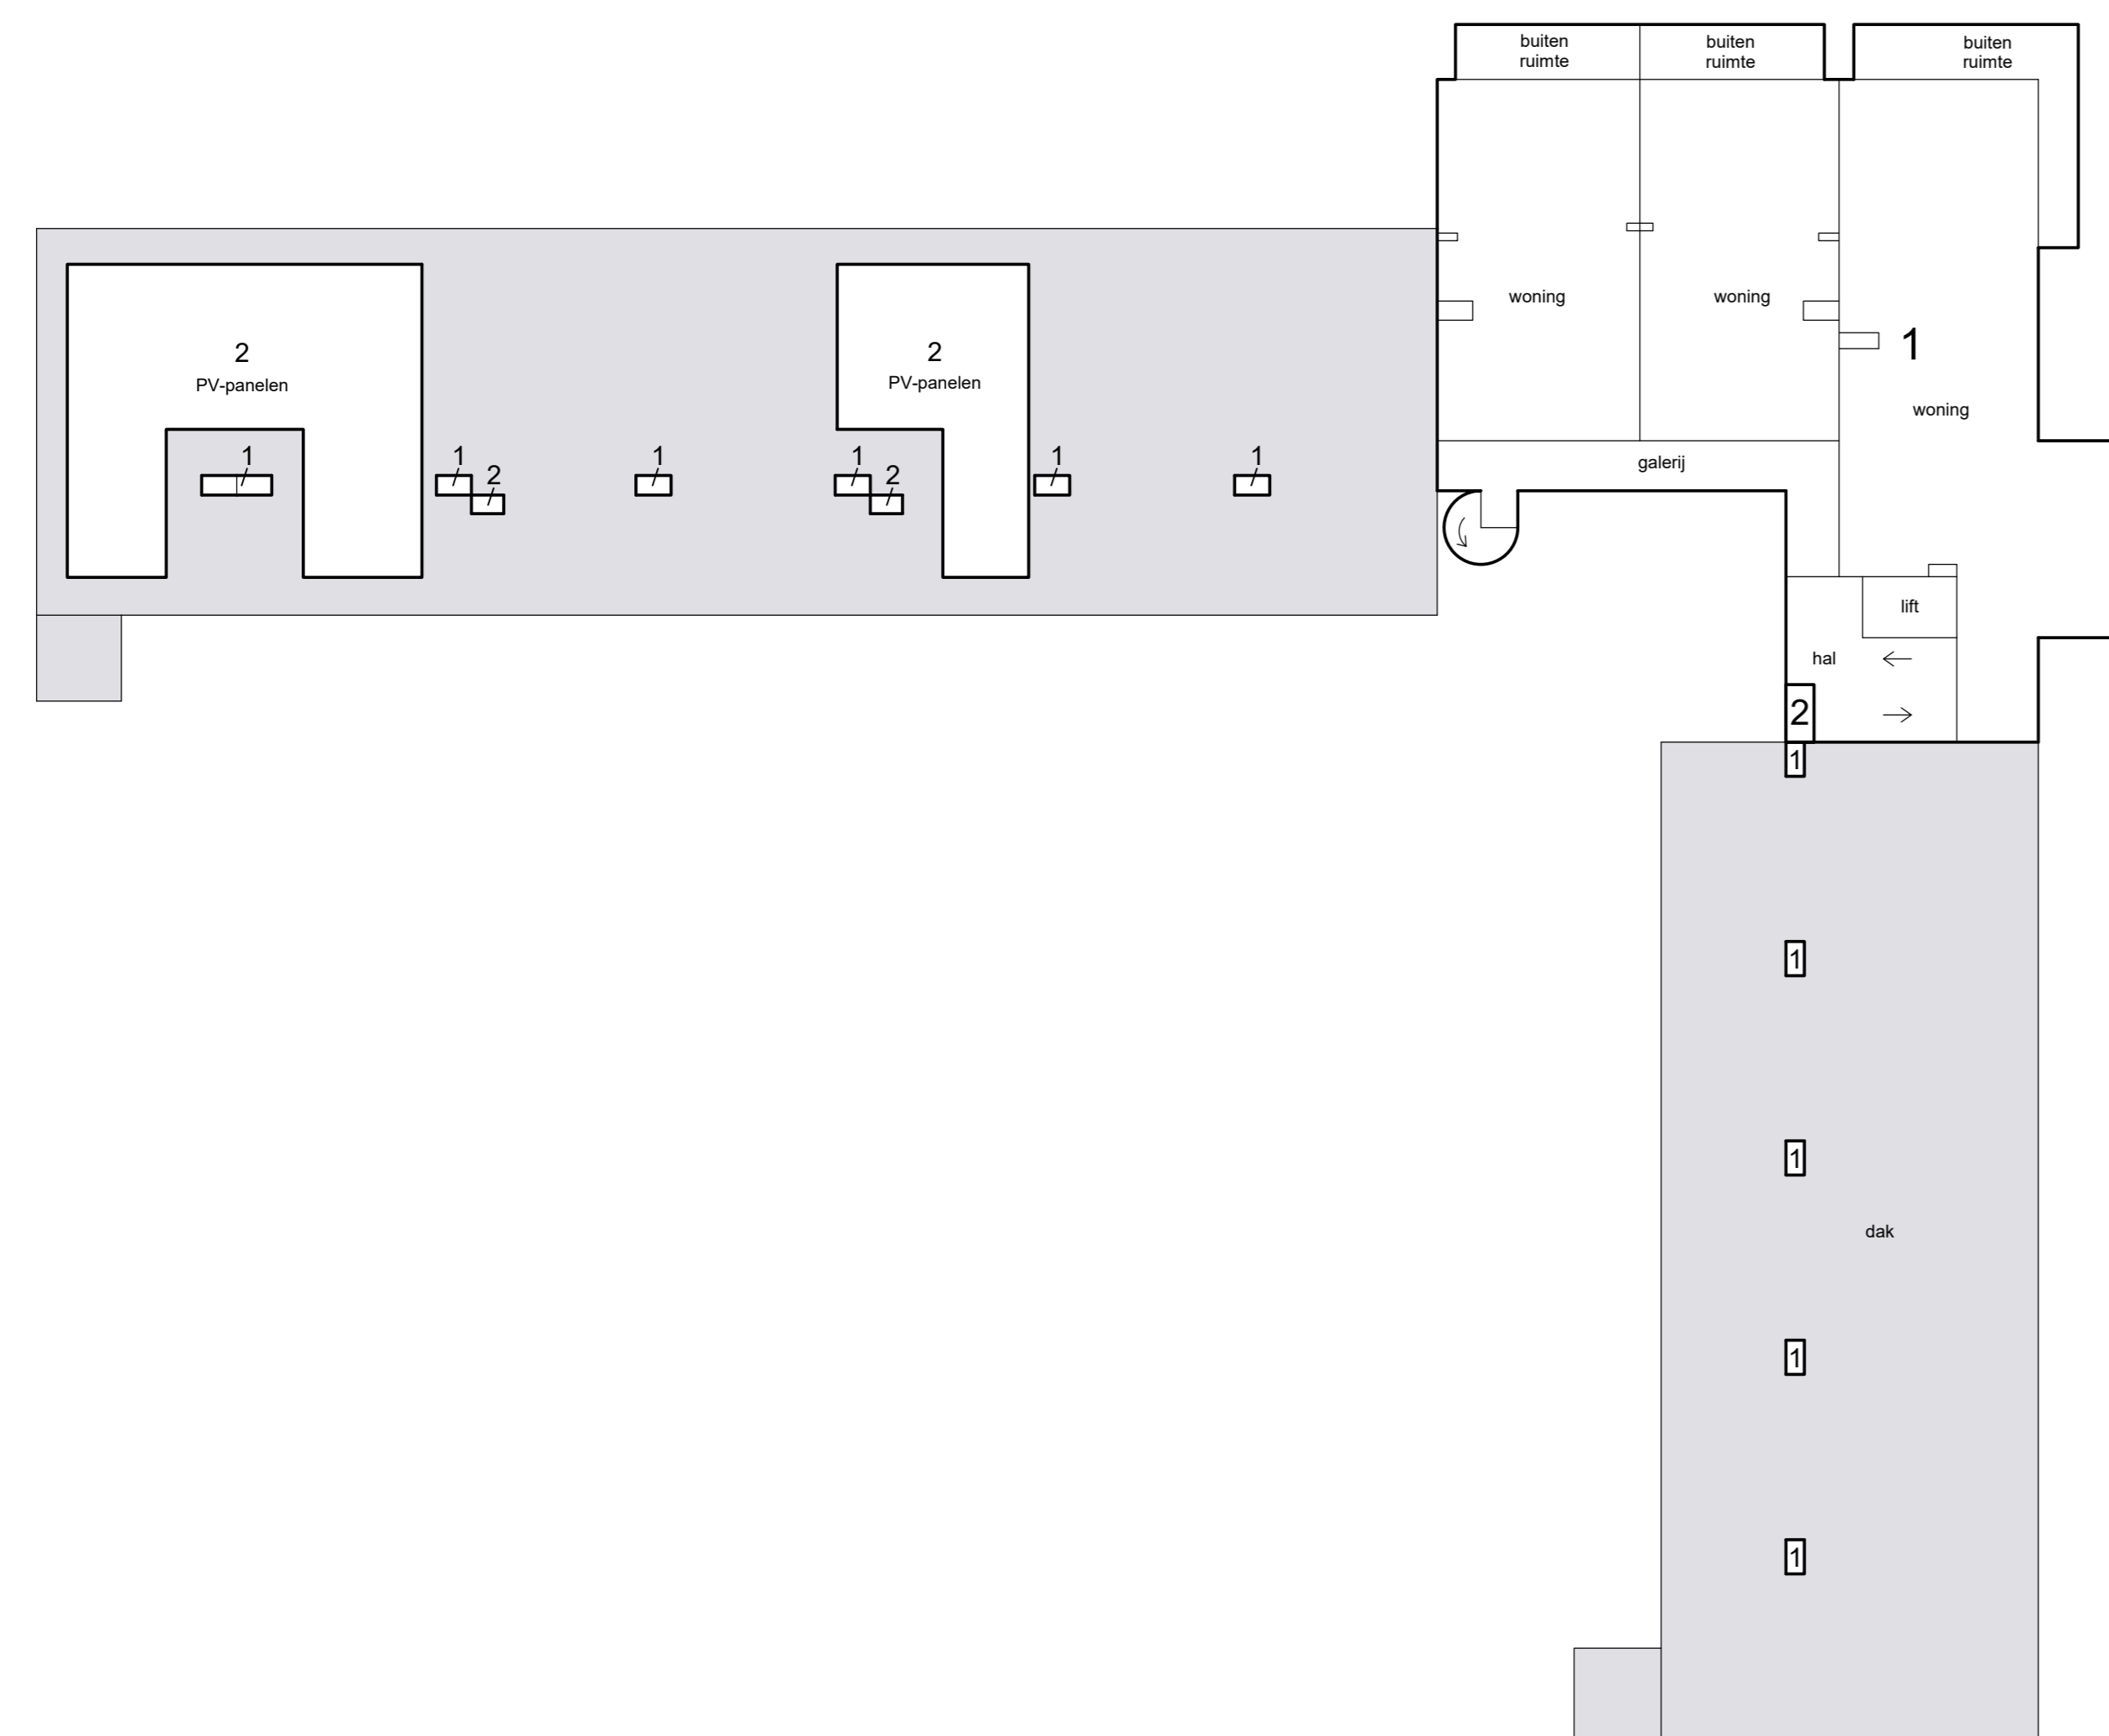 buiten
ruimte
buiten
ruimte
buiten
ruimte
woning
woning
1
woning
2
PV-panelen
2
PV-panelen
1
1
2
1
1
2
1
1
galerij
lift
hal
2
1
1
1
dak
1
1